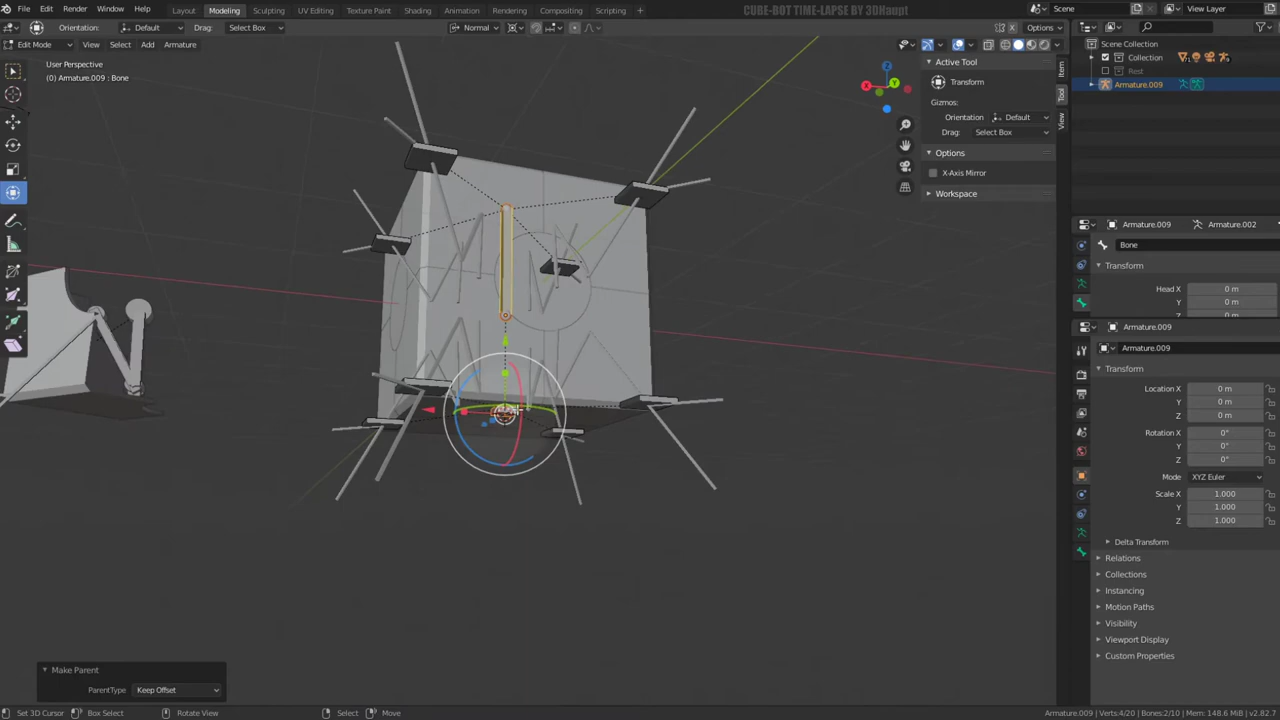 File Edit Render Window Help
Layout Modeling Sculpting UV Editing Texture Paint Shading Animation Rendering Compositing Scripting +
CUBE-BOT TIME-LAPSE BY 3DHaupt
Scene
View Layer
Orientation: Default Drag: Select Box
Normal
Options
Edit Mode View Select Add Armature
User Perspective
(0) Armature.009 : Bone
X Y Z
Active Tool
Transform
Gizmos:
Orientation Default
Drag: Select Box
Options
X-Axis Mirror
Workspace
Item
Tool
View
Scene Collection
Collection
Rest
Armature.009
Armature.009 Armature.002
Bone
Transform
Head X 0 m
Y 0 m
Armature.009
Armature.009
Transform
Location X 0 m
Y 0 m
Z 0 m
Rotation X 0°
Y 0°
Z 0°
Mode XYZ Euler
Scale X 1.000
Y 1.000
Z 1.000
Delta Transform
Relations
Collections
Instancing
Motion Paths
Visibility
Viewport Display
Custom Properties
Make Parent
ParentType Keep Offset
Set 3D Cursor Box Select Rotate View Select Move
Armature.009 | Verts:4/20 | Bones:2/10 | Mem: 148.6 MiB | v2.82.7